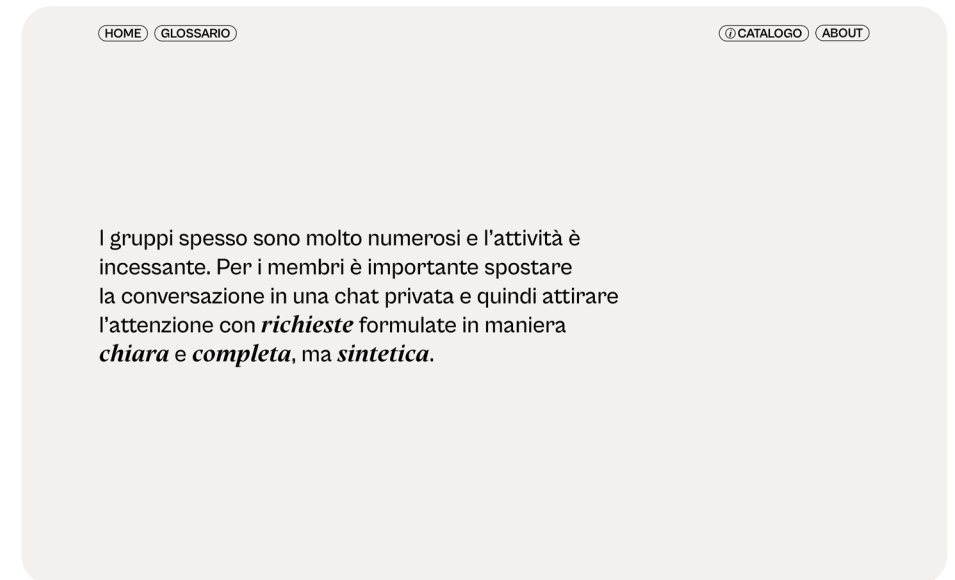 HOME GLOSSARIO
i CATALOGO ABOUT
I gruppi spesso sono molto numerosi e l’attività è
incessante. Per i membri è importante spostare
la conversazione in una chat privata e quindi attirare
l’attenzione con richieste formulate in maniera
chiara e completa, ma sintetica.